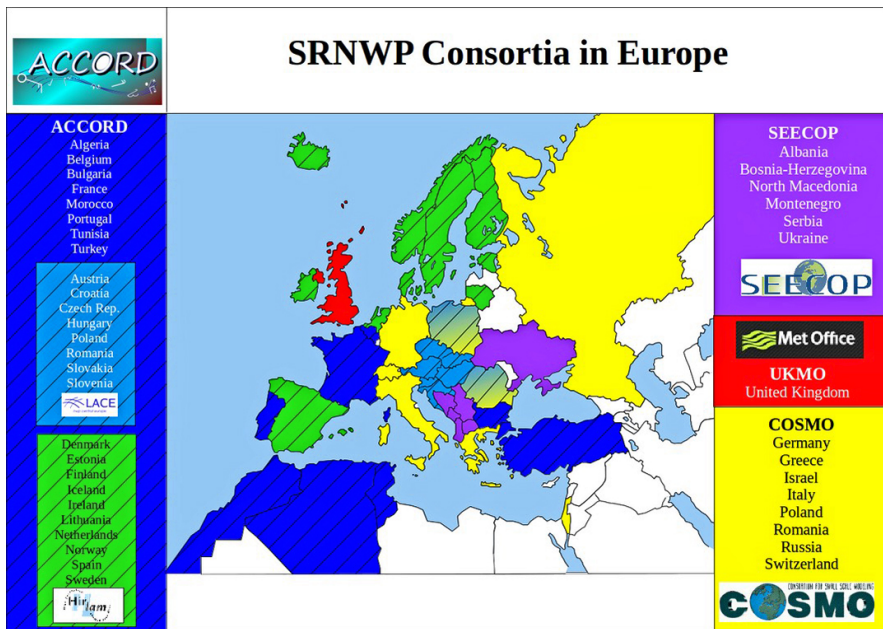 ACCORD
SRNWP Consortia in Europe
ACCORD
Algeria
Belgium
Bulgaria
France
Morocco
Portugal
Tunisia
Turkey
Austria
Croatia
Czech Rep.
Hungary
Poland
Romania
Slovakia
Slovenia
LACE
Denmark
Estonia
Finland
Iceland
Ireland
Lithuania
Netherlands
Norway
Spain
Sweden
Hirlam
SEECOP
Albania
Bosnia-Herzegovina
North Macedonia
Montenegro
Serbia
Ukraine
SEECOP
Met Office
UKMO
United Kingdom
COSMO
Germany
Greece
Israel
Italy
Poland
Romania
Russia
Switzerland
CONSORTIUM FOR SMALL SCALE MODELING
COSMO